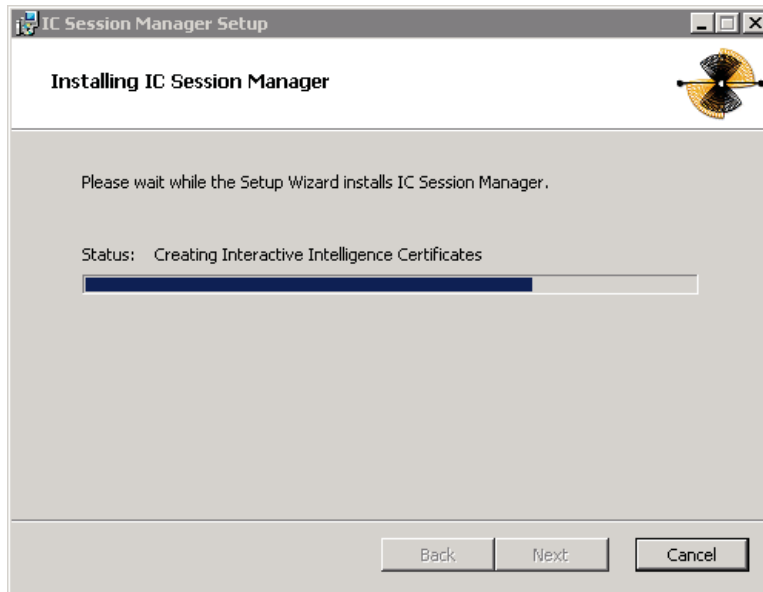 IC Session Manager Setup
Installing IC Session Manager
Please wait while the Setup Wizard installs IC Session Manager.
Status: Creating Interactive Intelligence Certificates
Back Next Cancel